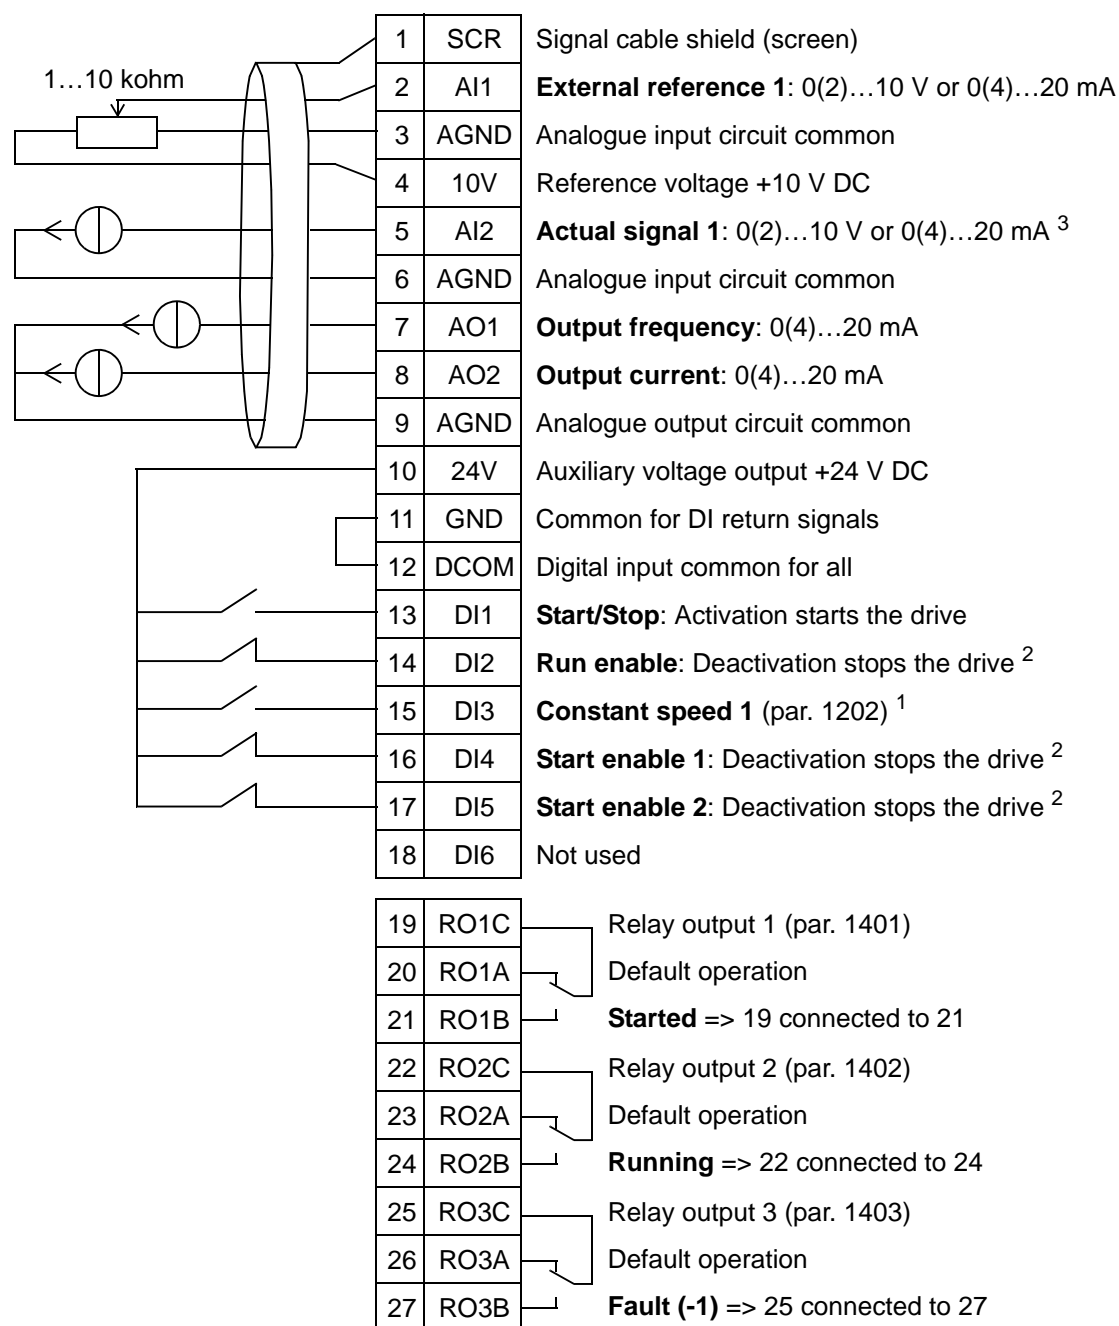 1 SCR Signal cable shield (screen)
1…10 kohm
2 AI1 External reference 1: 0(2)…10 V or 0(4)…20 mA
3 AGND Analogue input circuit common
4 10V Reference voltage +10 V DC
5 AI2 Actual signal 1: 0(2)…10 V or 0(4)…20 mA 3
6 AGND Analogue input circuit common
7 AO1 Output frequency: 0(4)…20 mA
8 AO2 Output current: 0(4)…20 mA
9 AGND Analogue output circuit common
10 24V Auxiliary voltage output +24 V DC
11 GND Common for DI return signals
12 DCOM Digital input common for all
13 DI1 Start/Stop: Activation starts the drive
14 DI2 Run enable: Deactivation stops the drive 2
15 DI3 Constant speed 1 (par. 1202) 1
16 DI4 Start enable 1: Deactivation stops the drive 2
17 DI5 Start enable 2: Deactivation stops the drive 2
18 DI6 Not used
19 RO1C Relay output 1 (par. 1401)
20 RO1A Default operation
21 RO1B Started => 19 connected to 21
22 RO2C Relay output 2 (par. 1402)
23 RO2A Default operation
24 RO2B Running => 22 connected to 24
25 RO3C Relay output 3 (par. 1403)
26 RO3A Default operation
27 RO3B Fault (-1) => 25 connected to 27